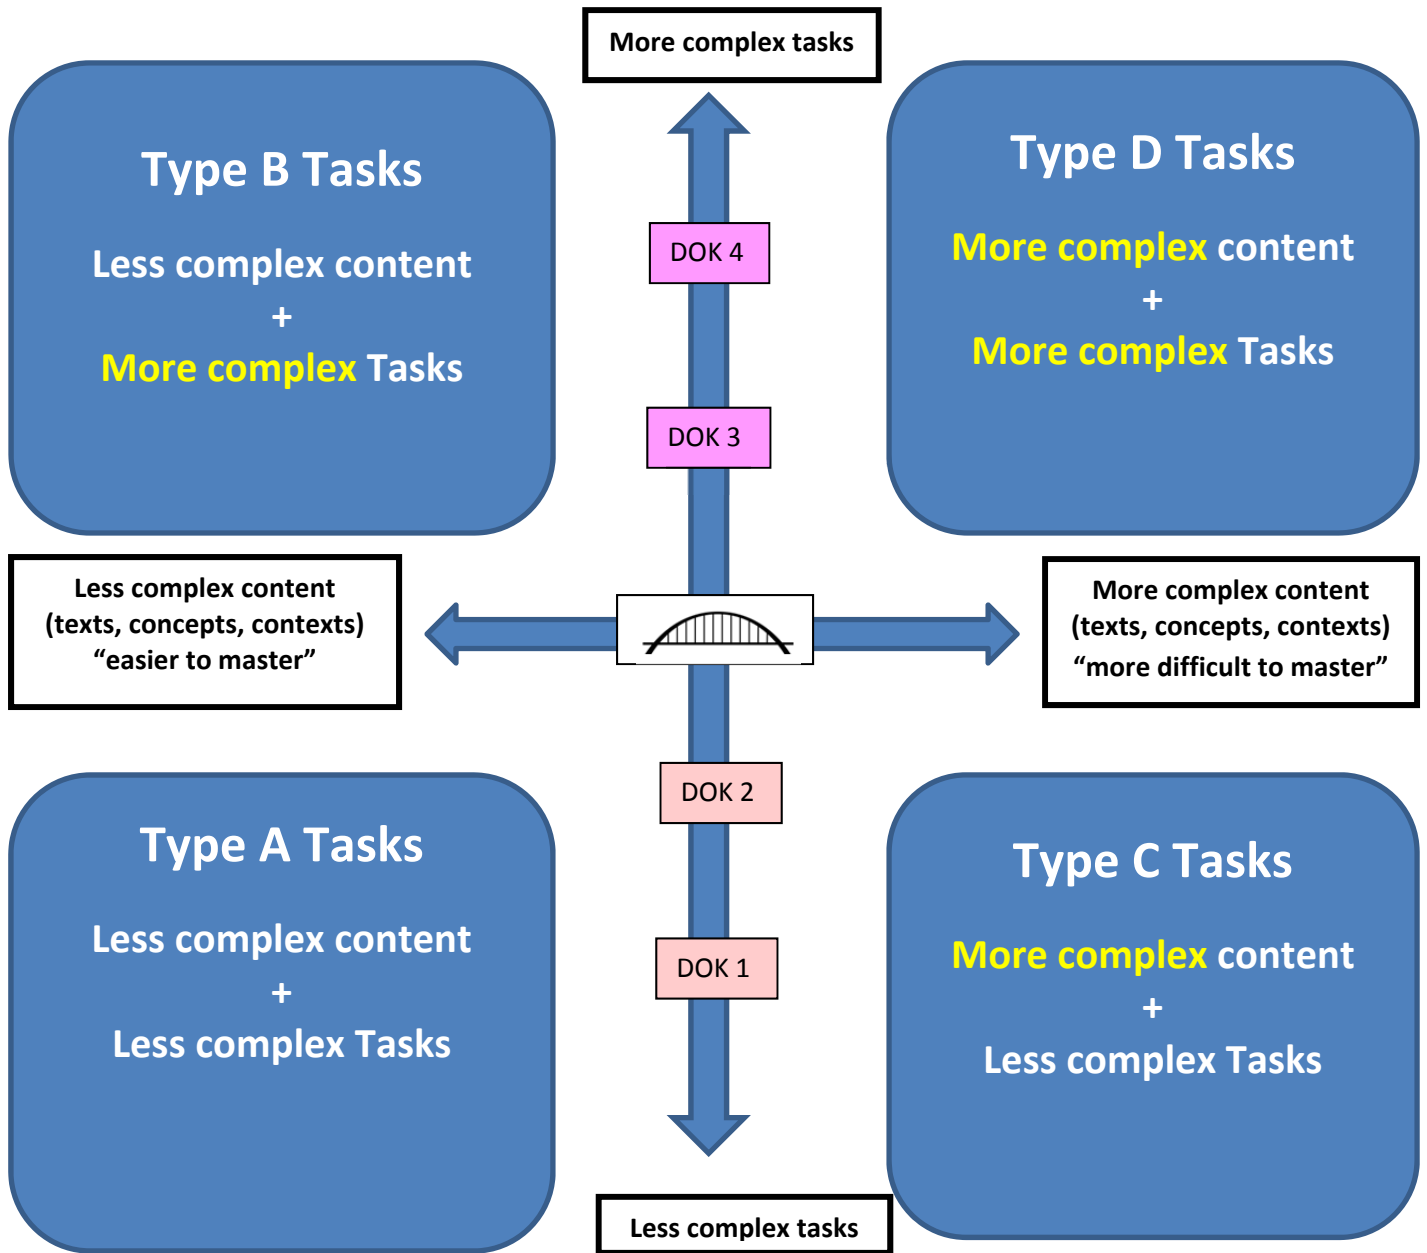 More complex tasks
Type B Tasks
Less complex content
+
More complex Tasks
Type D Tasks
More complex content
+
More complex Tasks
DOK 4
DOK 3
Less complex content
(texts, concepts, contexts)
“easier to master”
More complex content
(texts, concepts, contexts)
“more difficult to master”
DOK 2
DOK 1
Type A Tasks
Less complex content
+
Less complex Tasks
Type C Tasks
More complex content
+
Less complex Tasks
Less complex tasks